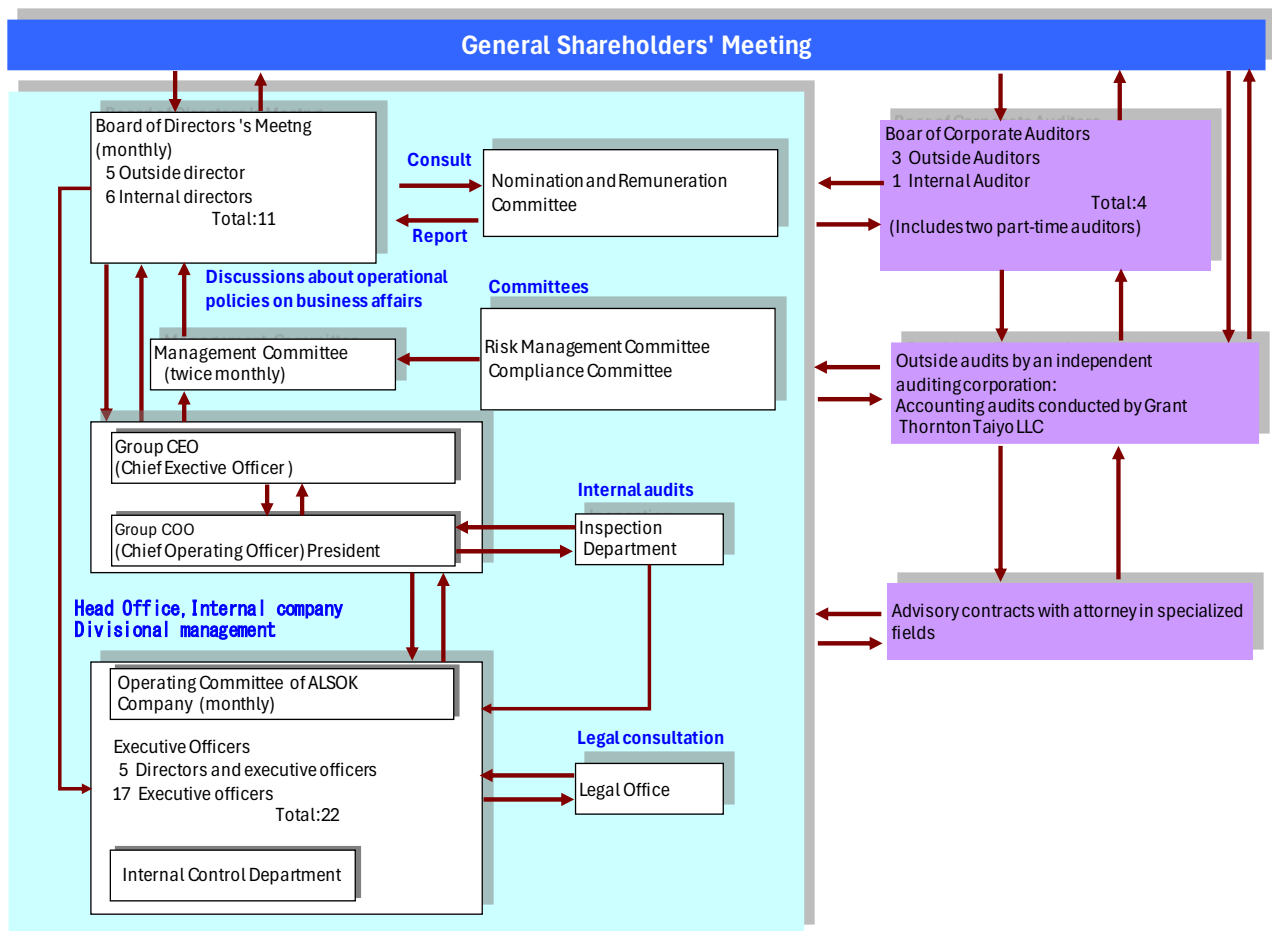 General Shareholders' Meeting
Board of Directors 's Meetng
(monthly)
5 Outside director
6 Internal directors
Total:11
Consult
Report
Nomination and Remuneration
Committee
Boar of Corporate Auditors
3 Outside Auditors
1 Internal Auditor
Total:4
(Includes two part-time auditors)
Discussions about operational
policies on business affairs
Committees
Management Committee
(twice monthly)
Risk Management Committee
Compliance Committee
Outside audits by an independent
auditing corporation:
Accounting audits conducted by Grant
Thornton Taiyo LLC
Group CEO
(Chief Exective Officer )
Group COO
(Chief Operating Officer) President
Internal audits
Inspection
Department
Head Office, Internal company
Divisional management
Advisory contracts with attorney in specialized
fields
Operating Committee of ALSOK
Company (monthly)
Executive Officers
5 Directors and executive officers
17 Executive officers
Total:22
Legal consultation
Legal Office
Internal Control Department